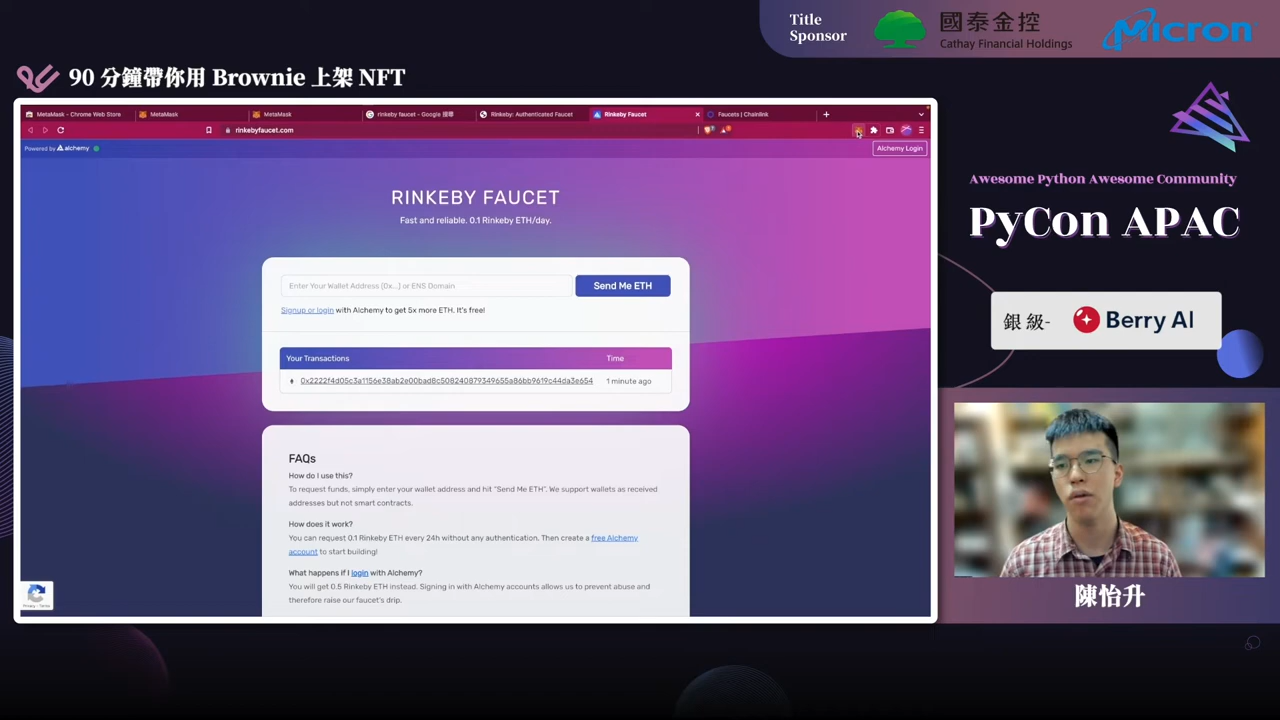 Title
Sponsor
國泰金控
Cathay Financial Holdings
Micron
90 分鐘帶你用 Brownie 上架 NFT
MetaMask - Chrome Web Store
MetaMask
MetaMask
rinkeby faucet - Google 搜尋
Rinkeby: Authenticated Faucet
Rinkeby Faucet
Faucets | Chainlink
rinkebyfaucet.com
Powered by alchemy
Alchemy Login
RINKEBY FAUCET
Fast and reliable. 0.1 Rinkeby ETH/day.
Enter Your Wallet Address (0x...) or ENS Domain
Send Me ETH
Signup or login with Alchemy to get 5x more ETH. It's free!
Your Transactions
Time
0x2222f4d05c3a1156e38ab2e00bad8c508240879349655a86bb9619c44da3e654
1 minute ago
FAQs
How do I use this?
To request funds, simply enter your wallet address and hit "Send Me ETH". We support wallets as received
addresses but not smart contracts.
How does it work?
You can request 0.1 Rinkeby ETH every 24h without any authentication. Then create a free Alchemy
account to start building!
What happens if I login with Alchemy?
You will get 0.5 Rinkeby ETH instead. Signing in with Alchemy accounts allows us to prevent abuse and
therefore raise our faucet's drip.
Privacy - Terms
Awesome Python Awesome Community
PyCon APAC
銀級-
Berry AI
陳怡升